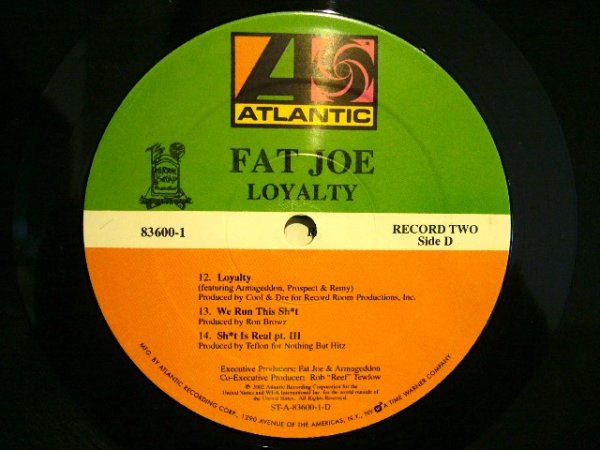 ATLANTIC
FAT JOE
LOYALTY
83600-1
RECORD TWO
Side D
12. Loyalty
(featuring Armageddon, Prospect & Remy)
Produced by Cool & Dre for Record Room Productions, Inc.
13. We Run This Sh*t
Produced by Ron Browz
14. Sh*t Is Real pt. III
Produced by Teflon for Nothing But Hitz
Executive Producers: Fat Joe & Armageddon
Co-Executive Producer: Rob "Reef" Tewlow
℗ 2002 Atlantic Recording Corporation for the
United States and WEA International Inc. for the world outside of
the United States. All Rights Reserved.
ST-A-83600-1-D
MFG. BY ATLANTIC RECORDING CORP., 1290 AVENUE OF THE AMERICAS, N.Y., N.Y. A TIME WARNER COMPANY